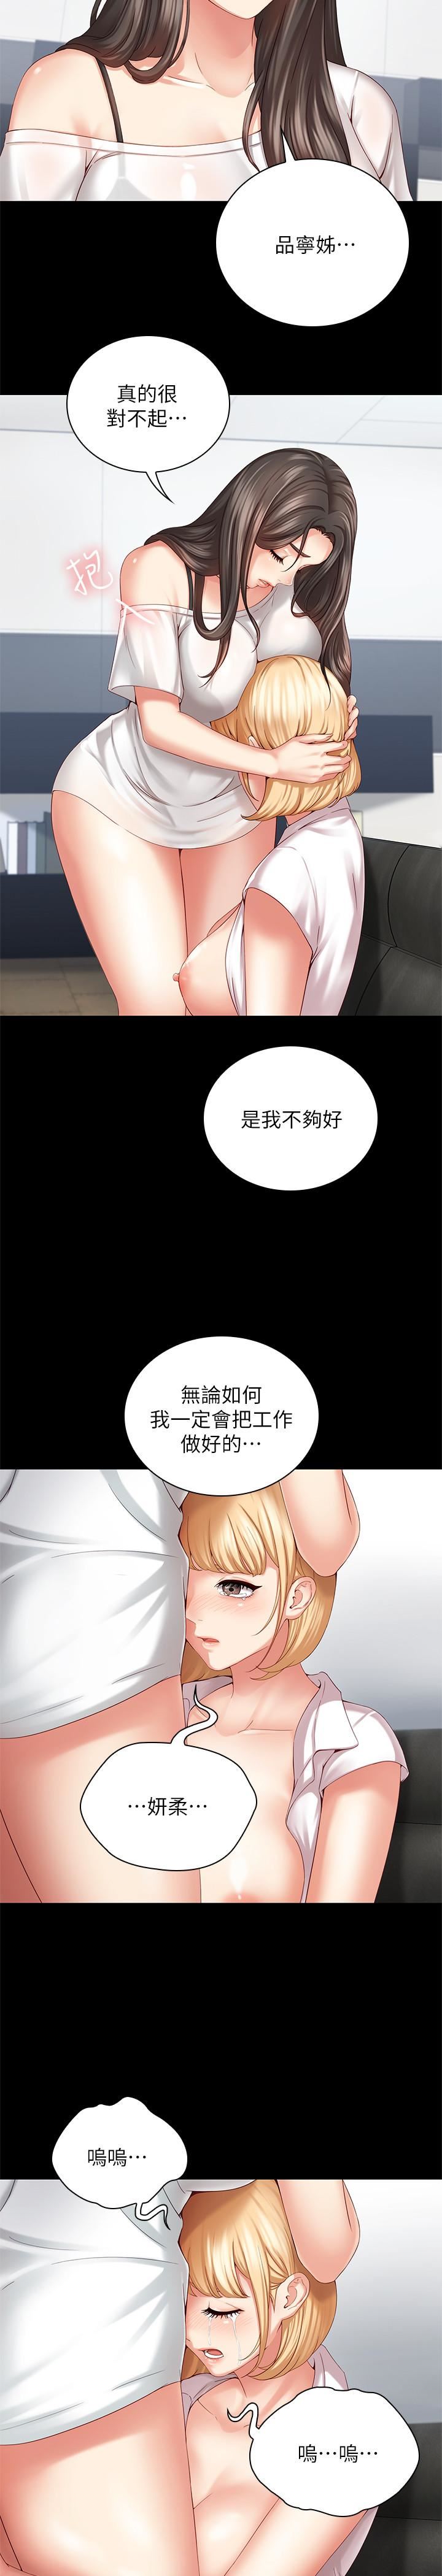 品寧姊⋯
真的很
對不起⋯
抱
是我不夠好
無論如何
我一定會把工作
做好的⋯
⋯妍柔⋯
嗚嗚⋯
嗚⋯嗚⋯